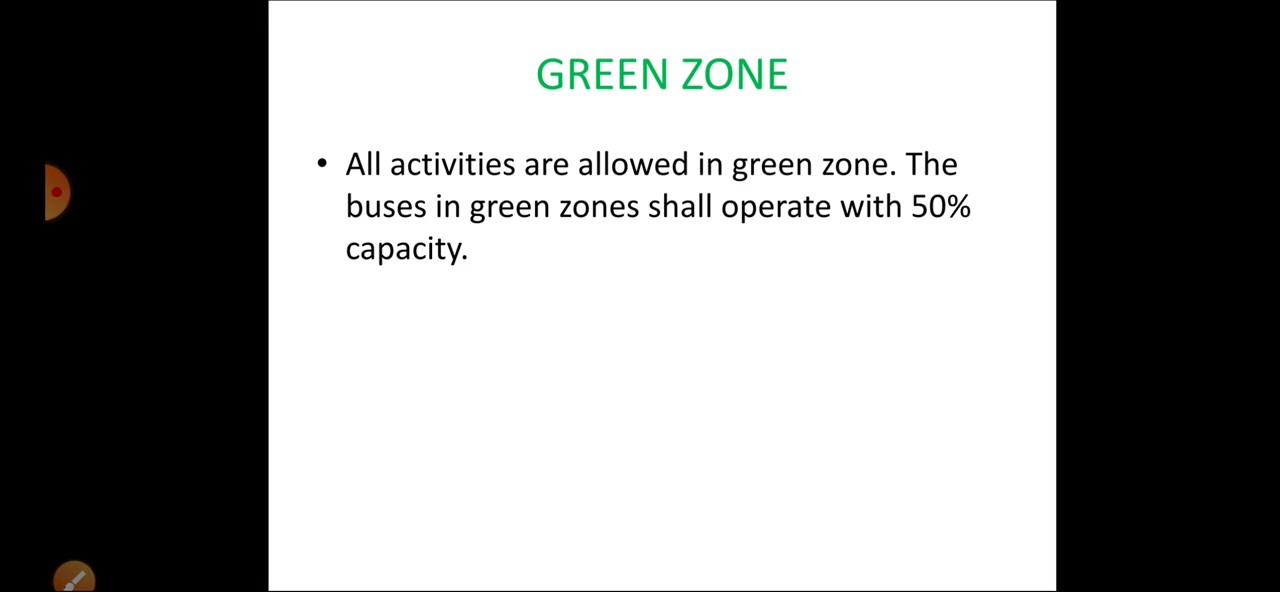 GREEN ZONE
• All activities are allowed in green zone. The
buses in green zones shall operate with 50%
capacity.